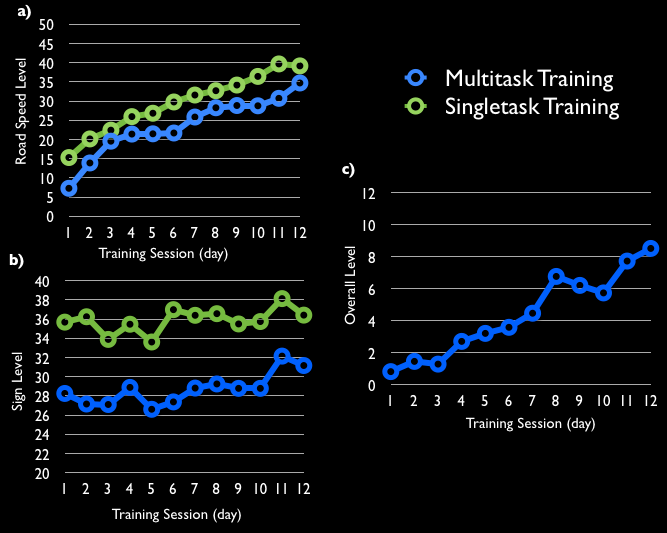 a)
Road Speed Level
50
45
40
35
30
25
20
15
10
5
0
1 2 3 4 5 6 7 8 9 10 11 12
Training Session (day)
Multitask Training
Singletask Training
b)
Sign Level
40
38
36
34
32
30
28
26
24
22
20
1 2 3 4 5 6 7 8 9 10 11 12
Training Session (day)
c)
Overall Level
12
10
8
6
4
2
0
1 2 3 4 5 6 7 8 9 10 11 12
Training Session (day)